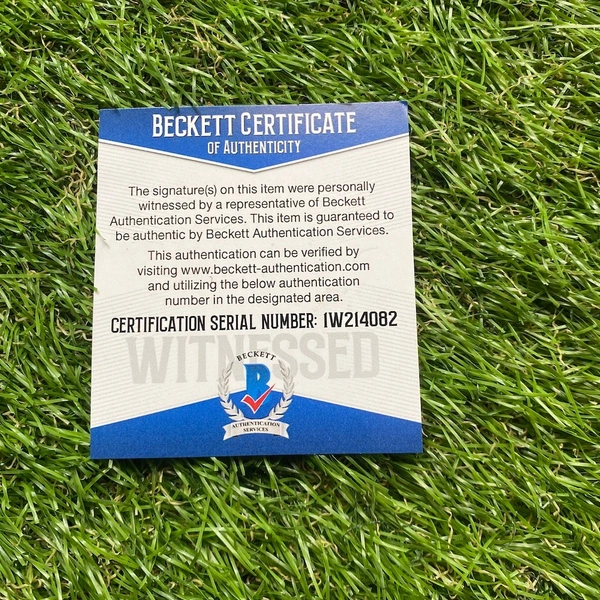 BECKETT CERTIFICATE
OF AUTHENTICITY
The signature(s) on this item were personally
witnessed by a representative of Beckett
Authentication Services. This item is guaranteed to
be authentic by Beckett Authentication Services.
This authentication can be verified by
visiting www.beckett-authentication.com
and utilizing the below authentication
number in the designated area.
CERTIFICATION SERIAL NUMBER: 1W214082
WITNESSED
BECKETT
B
AUTHENTICATION
SERVICES